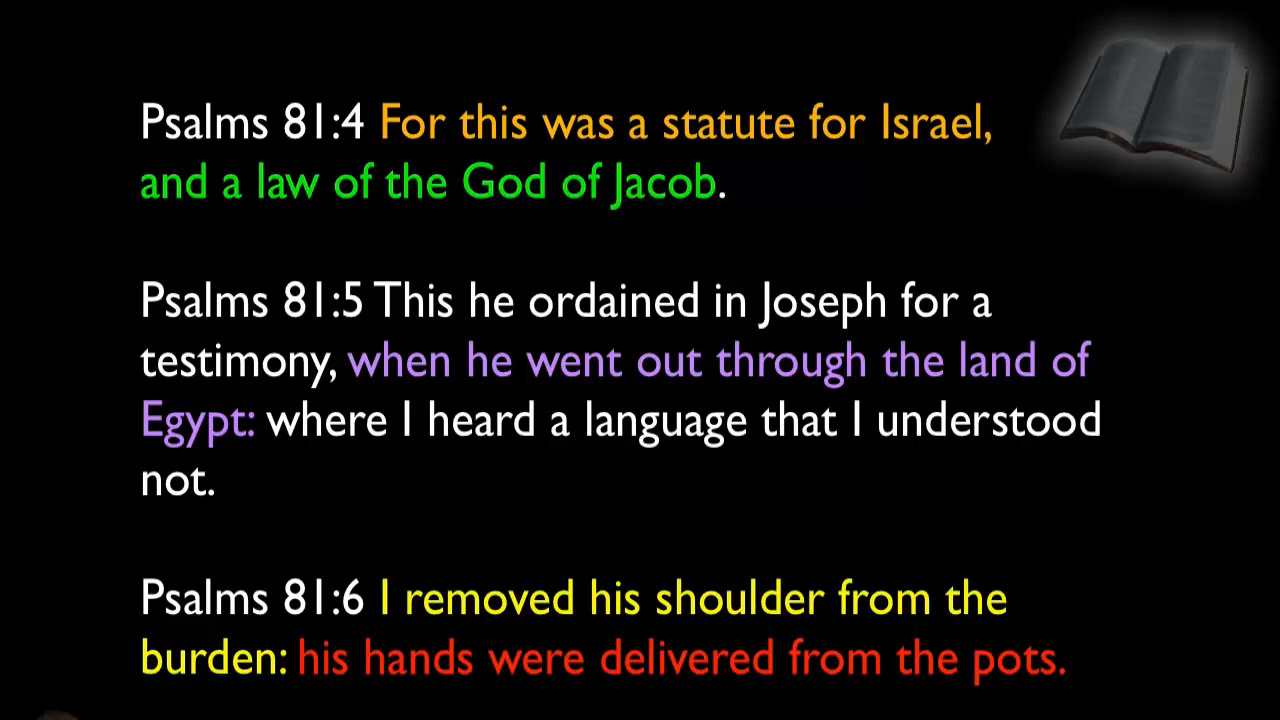 Psalms 81:4 For this was a statute for Israel,
and a law of the God of Jacob.
Psalms 81:5 This he ordained in Joseph for a
testimony, when he went out through the land of
Egypt: where I heard a language that I understood
not.
Psalms 81:6 I removed his shoulder from the
burden: his hands were delivered from the pots.